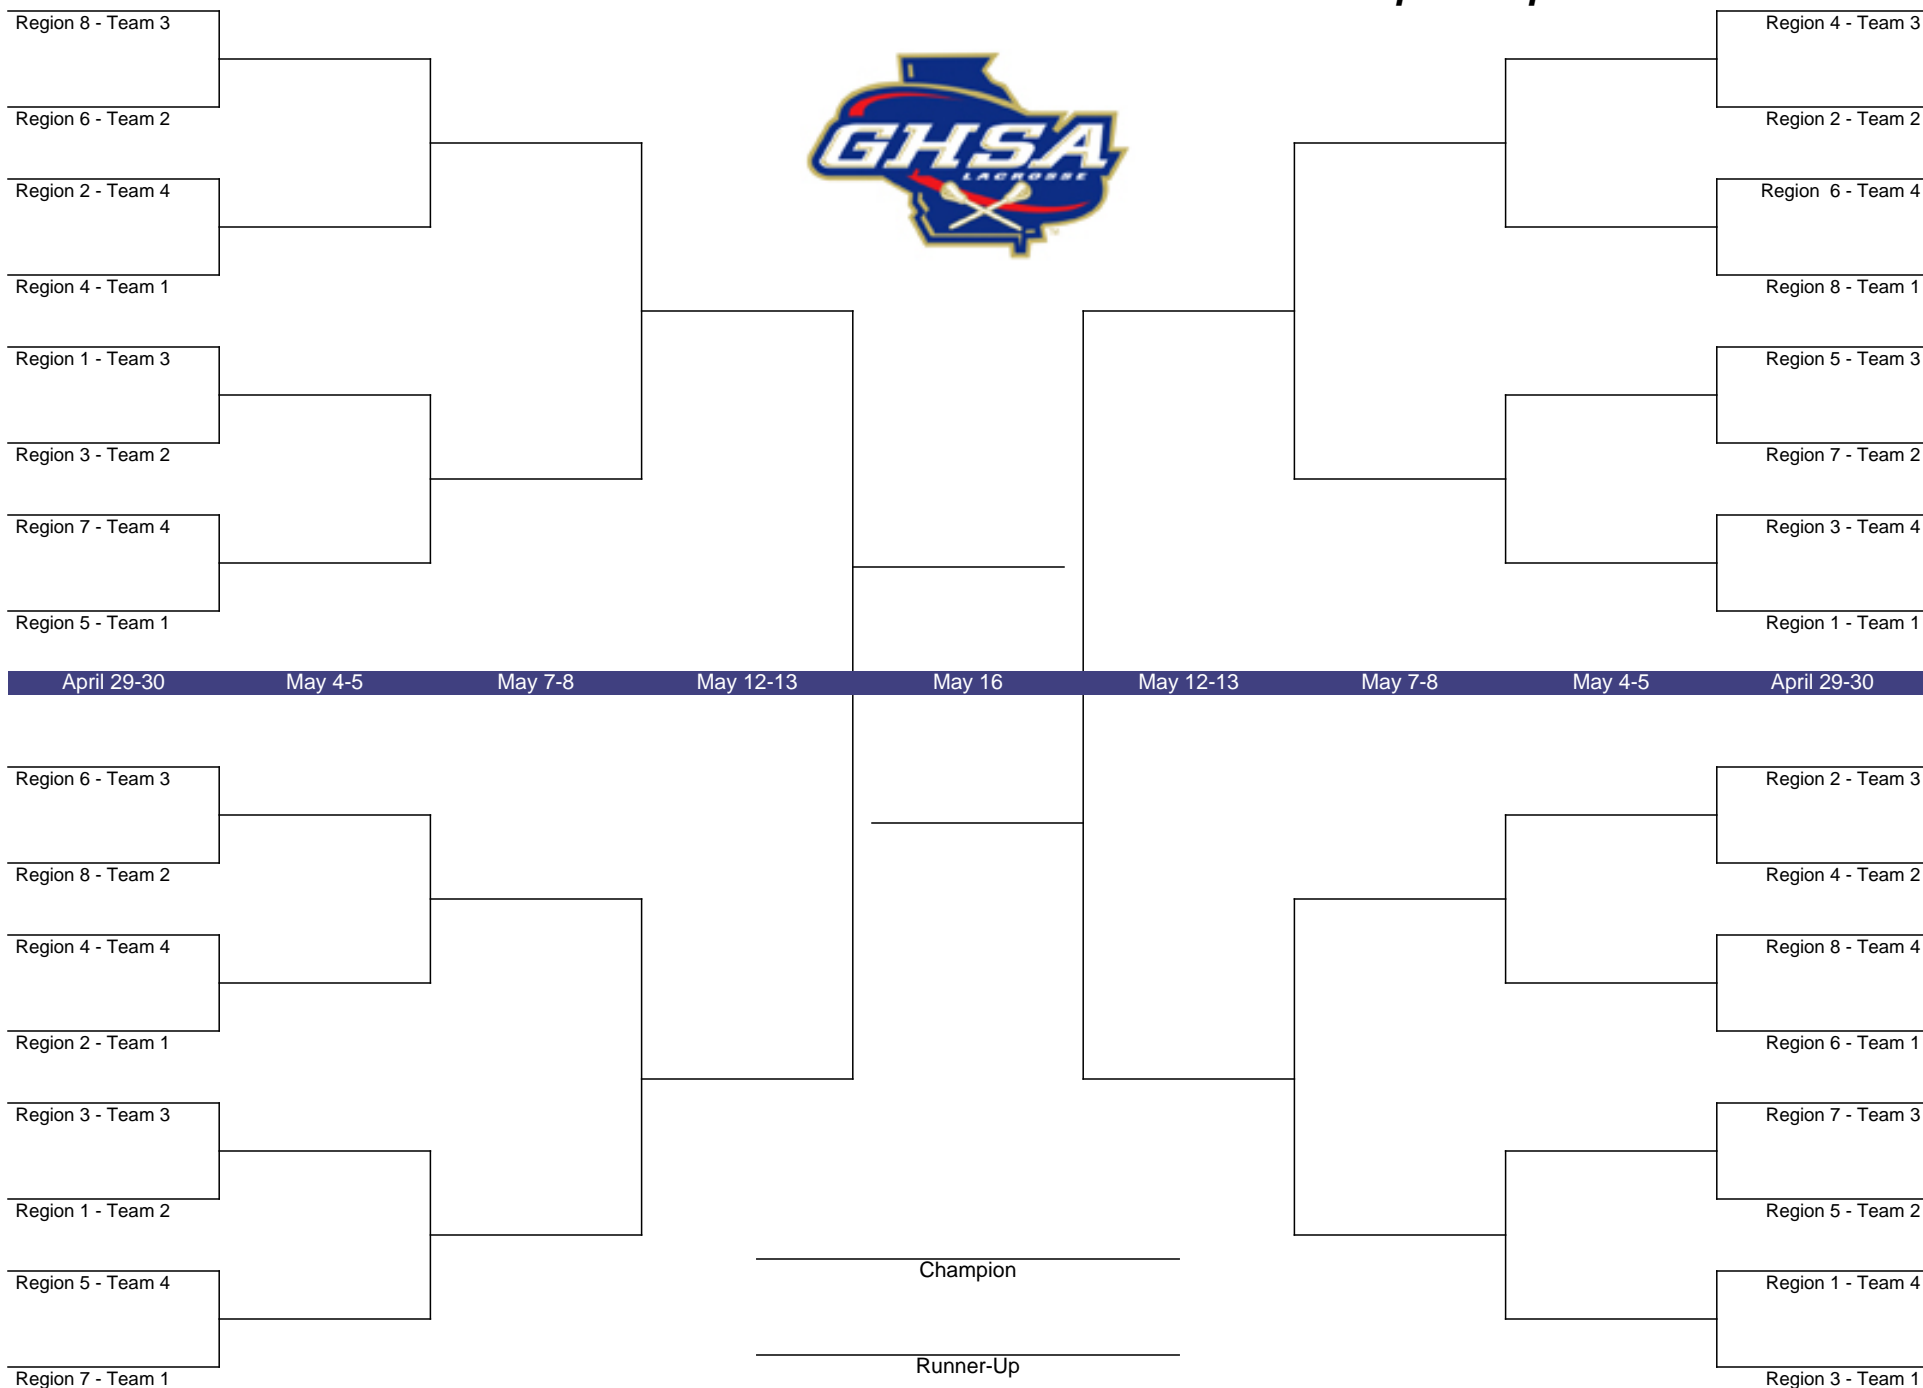 Region 8 - Team 3
Region 6 - Team 2
Region 2 - Team 4
Region 4 - Team 1
Region 1 - Team 3
Region 3 - Team 2
Region 7 - Team 4
Region 5 - Team 1
GHSA
LACROSSE
Region 4 - Team 3
Region 2 - Team 2
Region  6 - Team 4
Region 8 - Team 1
Region 5 - Team 3
Region 7 - Team 2
Region 3 - Team 4
Region 1 - Team 1
April 29-30 May 4-5 May 7-8 May 12-13 May 16 May 12-13 May 7-8 May 4-5 April 29-30
Region 6 - Team 3
Region 8 - Team 2
Region 4 - Team 4
Region 2 - Team 1
Region 3 - Team 3
Region 1 - Team 2
Region 5 - Team 4
Region 7 - Team 1
Champion
Runner-Up
Region 2 - Team 3
Region 4 - Team 2
Region 8 - Team 4
Region 6 - Team 1
Region 7 - Team 3
Region 5 - Team 2
Region 1 - Team 4
Region 3 - Team 1